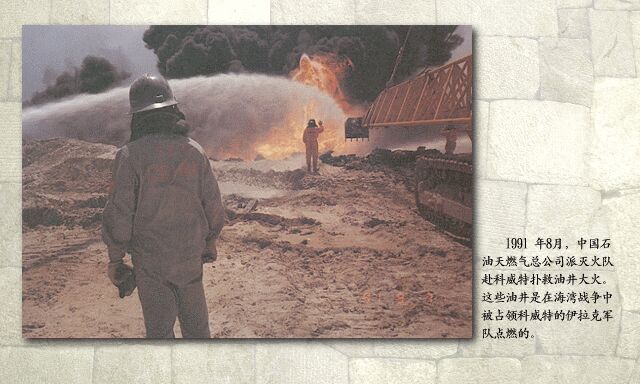 1991 年8月，中国石
油天燃气总公司派灭火队
赴科威特扑救油井大火。
这些油井是在海湾战争中
被占领科威特的伊拉克军
队点燃的。